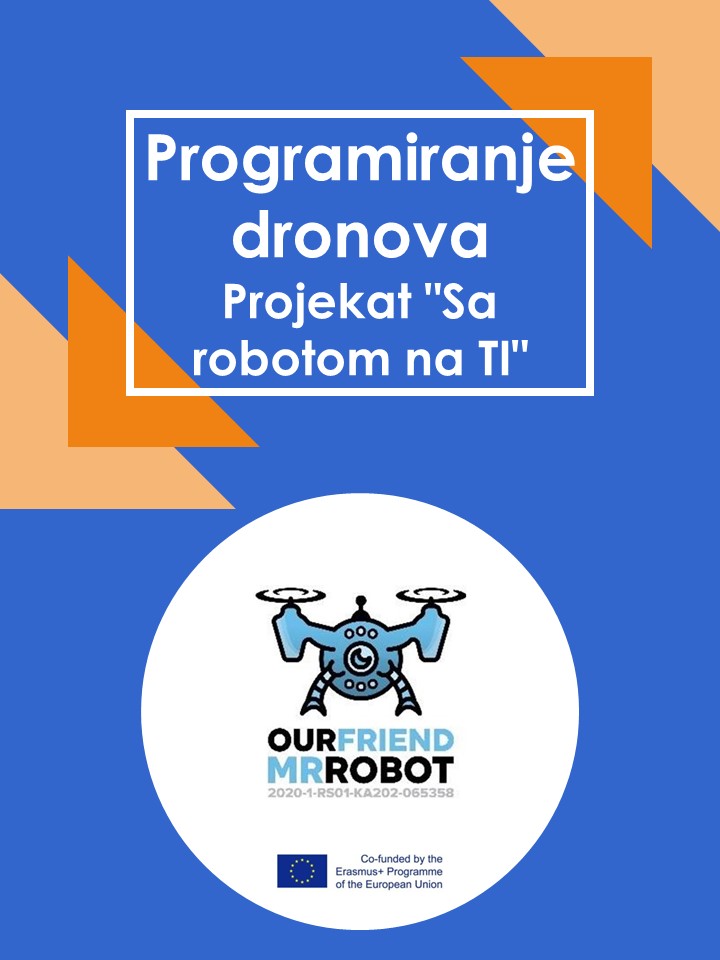 Programiranje
dronova
Projekat "Sa
robotom na TI"
OURFRIEND
MRROBOT
2020-1-RS01-KA202-065358
Co-funded by the
Erasmus+ Programme
of the European Union